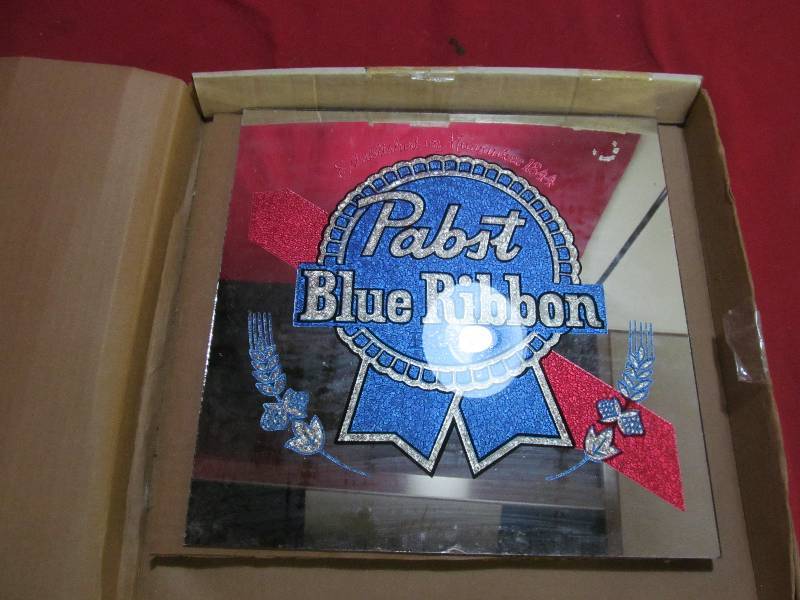 Established in Milwaukee 1844
Pabst
Blue Ribbon